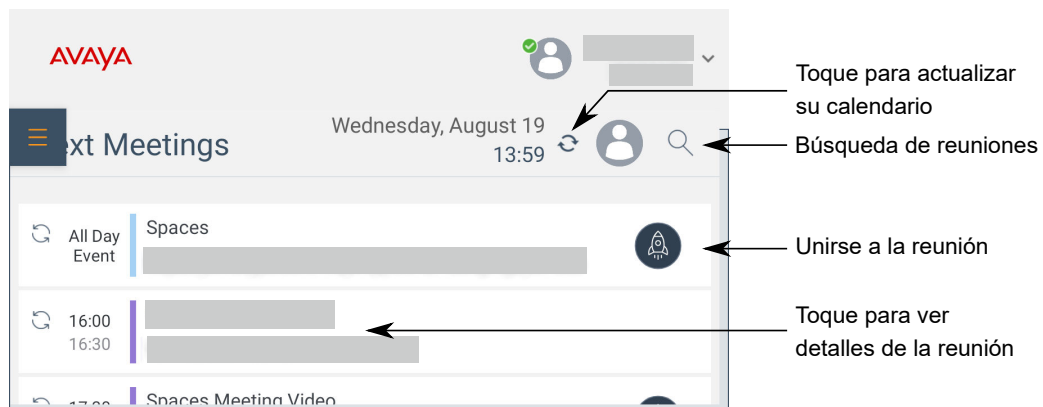 AVAYA
Toque para actualizar
su calendario
Wednesday, August 19
ext Meetings
13:59
Búsqueda de reuniones
Spaces
All Day
Event
Unirse a la reunión
16:00
16:30
Toque para ver
detalles de la reunión
Spaces Meeting Video